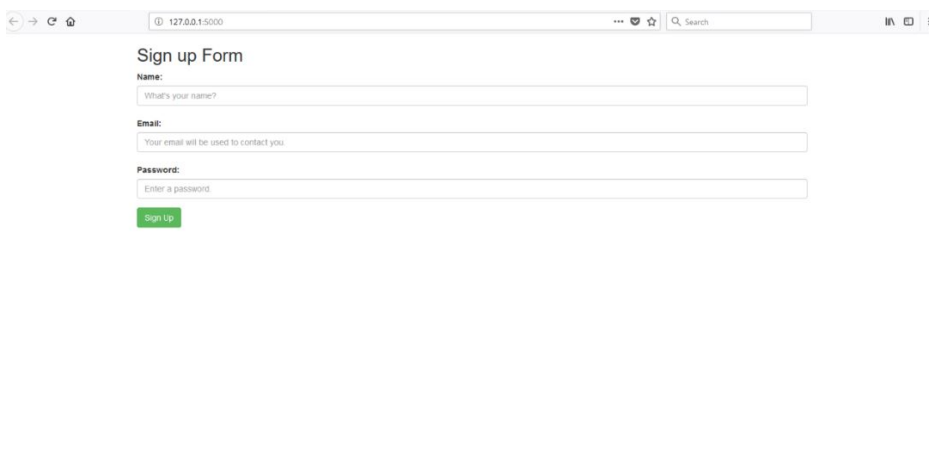 127.0.0.1:5000
Search
Sign up Form
Name:
What's your name?
Email:
Your email will be used to contact you.
Password:
Enter a password.
Sign Up